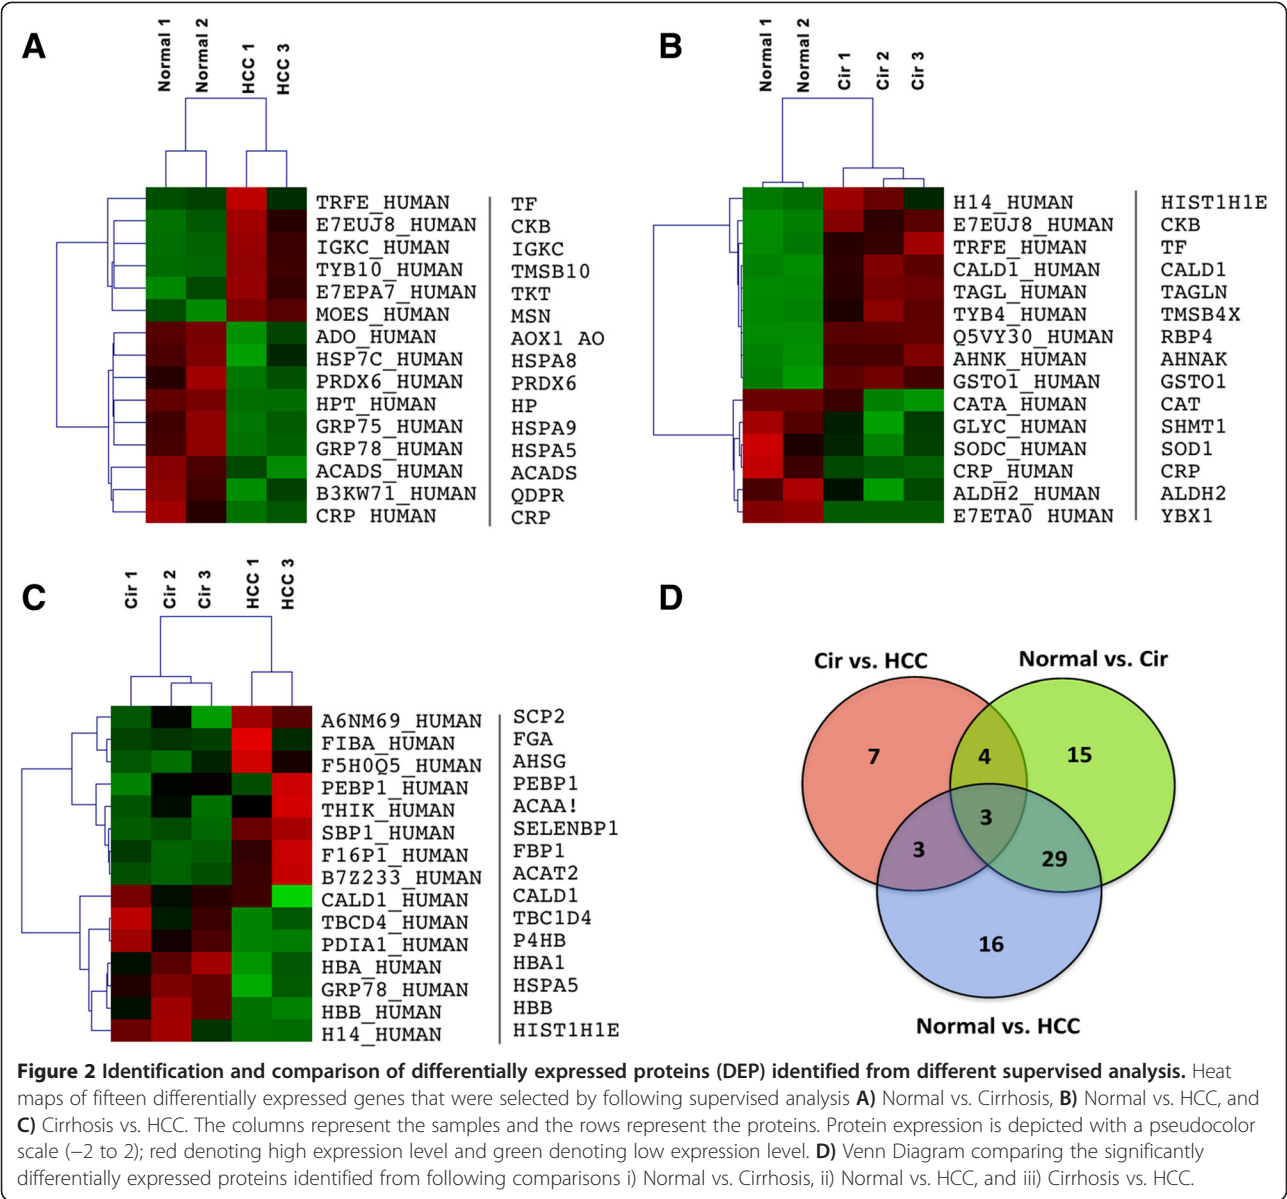 A
Normal 1
Normal 2
HCC 1
HCC 3
TRFE_HUMAN TF
E7EUJ8_HUMAN CKB
IGKC_HUMAN IGKC
TYB10_HUMAN TMSB10
E7EPA7_HUMAN TKT
MOES_HUMAN MSN
ADO_HUMAN AOX1 AO
HSP7C_HUMAN HSPA8
PRDX6_HUMAN PRDX6
HPT_HUMAN HP
GRP75_HUMAN HSPA9
GRP78_HUMAN HSPA5
ACADS_HUMAN ACADS
B3KW71_HUMAN QDPR
CRP HUMAN CRP
B
Normal 1
Normal 2
Cir 1
Cir 2
Cir 3
H14_HUMAN HIST1H1E
E7EUJ8_HUMAN CKB
TRFE_HUMAN TF
CALD1_HUMAN CALD1
TAGL_HUMAN TAGLN
TYB4_HUMAN TMSB4X
Q5VY30_HUMAN RBP4
AHNK_HUMAN AHNAK
GSTO1_HUMAN GSTO1
CATA_HUMAN CAT
GLYC_HUMAN SHMT1
SODC_HUMAN SOD1
CRP_HUMAN CRP
ALDH2_HUMAN ALDH2
E7ETA0 HUMAN YBX1
C
Cir 1
Cir 2
Cir 3
HCC 1
HCC 3
A6NM69_HUMAN SCP2
FIBA_HUMAN FGA
F5H0Q5_HUMAN AHSG
PEBP1_HUMAN PEBP1
THIK_HUMAN ACAA!
SBP1_HUMAN SELENBP1
F16P1_HUMAN FBP1
B7Z233_HUMAN ACAT2
CALD1_HUMAN CALD1
TBCD4_HUMAN TBC1D4
PDIA1_HUMAN P4HB
HBA_HUMAN HBA1
GRP78_HUMAN HSPA5
HBB_HUMAN HBB
H14_HUMAN HIST1H1E
D
Cir vs. HCC
Normal vs. Cir
7
4
15
3
3
29
16
Normal vs. HCC
Figure 2 Identification and comparison of differentially expressed proteins (DEP) identified from different supervised analysis. Heat
maps of fifteen differentially expressed genes that were selected by following supervised analysis A) Normal vs. Cirrhosis, B) Normal vs. HCC, and
C) Cirrhosis vs. HCC. The columns represent the samples and the rows represent the proteins. Protein expression is depicted with a pseudocolor
scale (−2 to 2); red denoting high expression level and green denoting low expression level. D) Venn Diagram comparing the significantly
differentially expressed proteins identified from following comparisons i) Normal vs. Cirrhosis, ii) Normal vs. HCC, and iii) Cirrhosis vs. HCC.